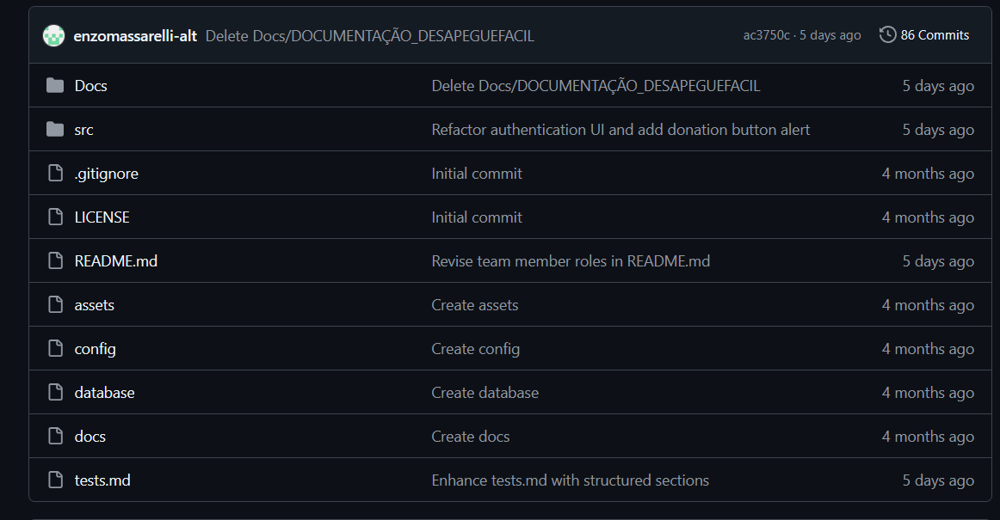 enzomassarelli-alt Delete Docs/DOCUMENTAÇÃO_DESAPEGUEFACIL ac3750c · 5 days ago 86 Commits
Docs Delete Docs/DOCUMENTAÇÃO_DESAPEGUEFACIL 5 days ago
src Refactor authentication UI and add donation button alert 5 days ago
.gitignore Initial commit 4 months ago
LICENSE Initial commit 4 months ago
README.md Revise team member roles in README.md 5 days ago
assets Create assets 4 months ago
config Create config 4 months ago
database Create database 4 months ago
docs Create docs 4 months ago
tests.md Enhance tests.md with structured sections 5 days ago